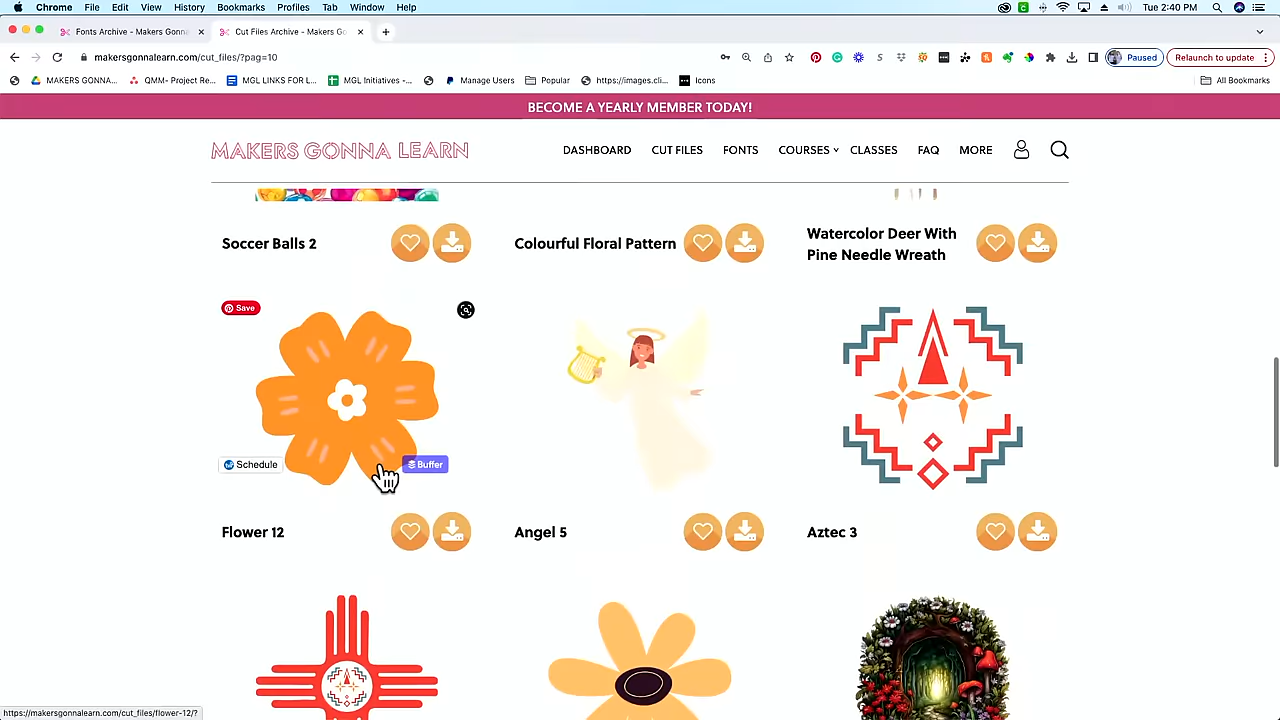 Chrome File Edit View History Bookmarks Profiles Tab Window Help Tue 2:40 PM
Fonts Archive - Makers Gonna Cut Files Archive - Makers Go
makersgonnalearn.com/cut_files/?pag=10 Paused Relaunch to update
MAKERS GONNA... QMM- Project Re... MGL LINKS FOR L... MGL Initiatives -... Manage Users Popular https://images.cli... Icons All Bookmarks
BECOME A YEARLY MEMBER TODAY!
MAKERS GONNA LEARN DASHBOARD CUT FILES FONTS COURSES CLASSES FAQ MORE
Soccer Balls 2 Colourful Floral Pattern Watercolor Deer With
Pine Needle Wreath
Save
Schedule Buffer
Flower 12 Angel 5 Aztec 3
https://makersgonnalearn.com/cut_files/flower-12/?